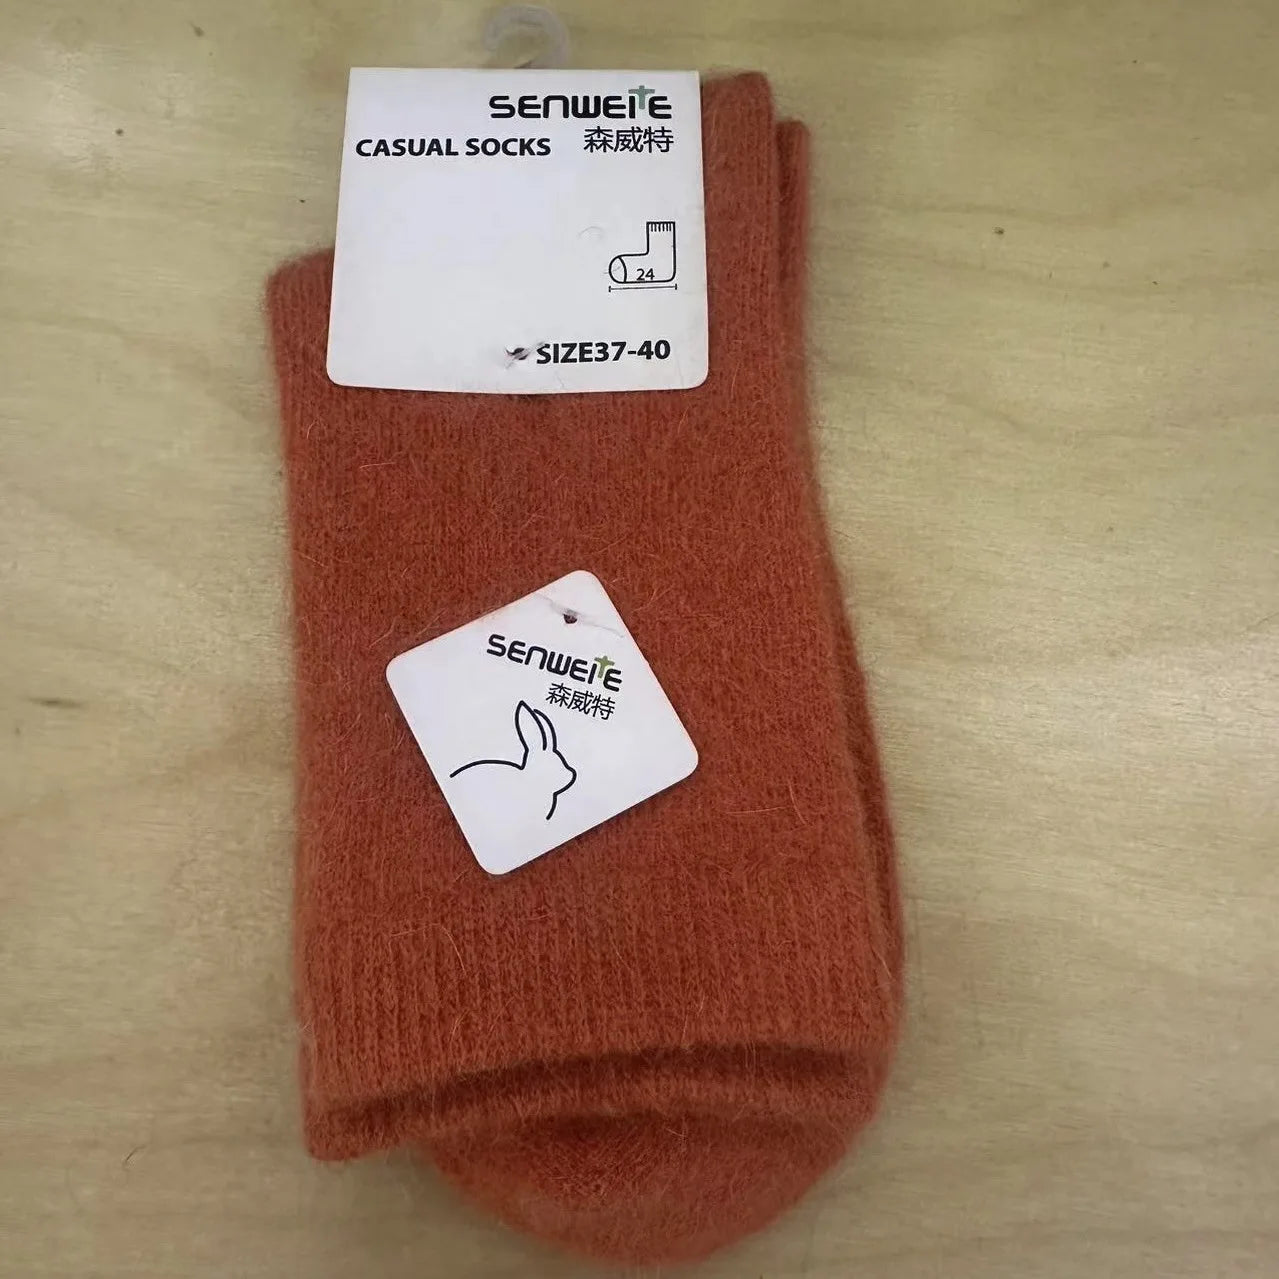 SENWEITE
森威特
CASUAL SOCKS
24
SIZE37-40
SENWEITE
森威特